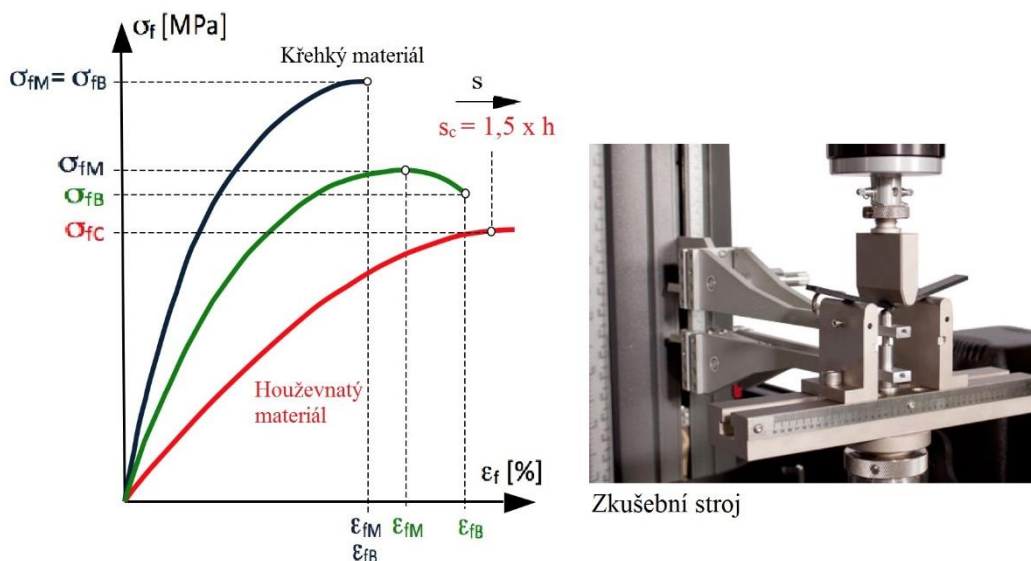 σf [MPa]
Křehký materiál
σfM = σfB
s
sc = 1,5 x h
σfM
σfB
σfC
Houževnatý
materiál
εf [%]
εfM εfM εfB
εfB
Zkušební stroj